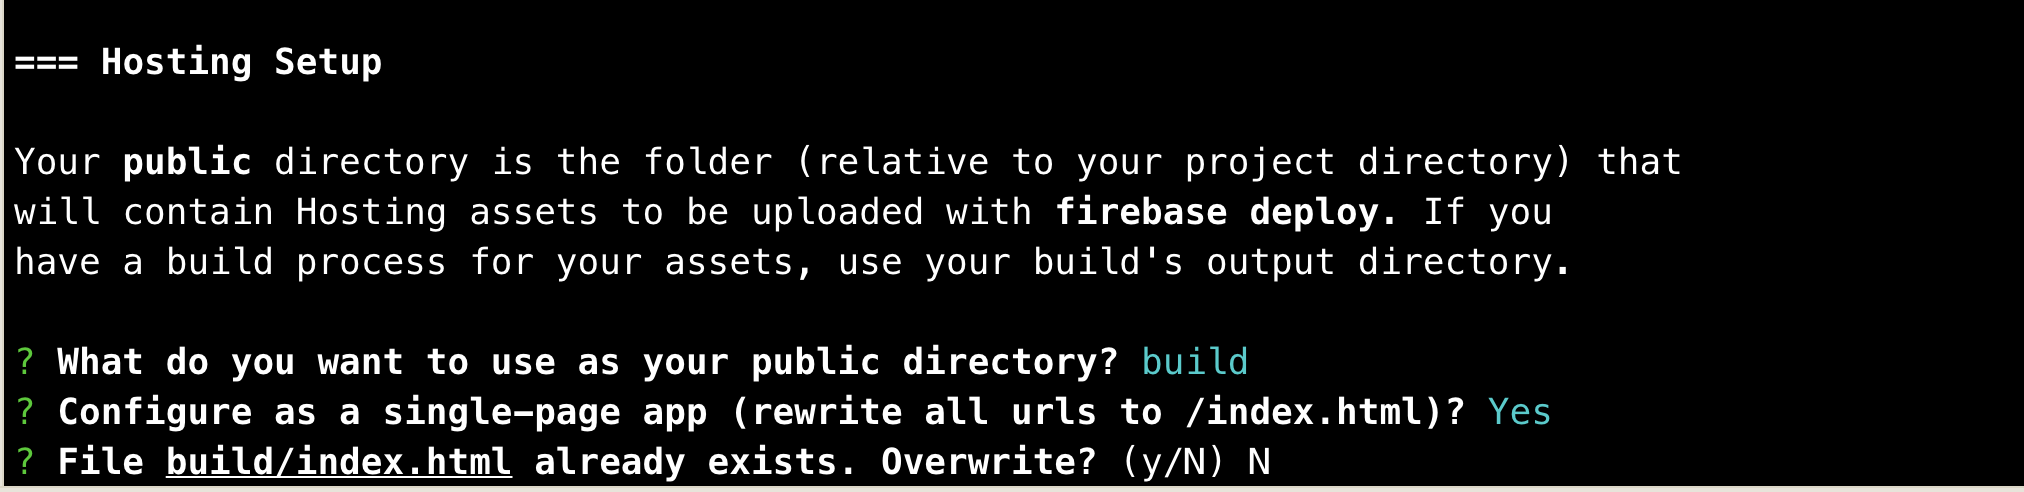 === Hosting Setup
Your public directory is the folder (relative to your project directory) that
will contain Hosting assets to be uploaded with firebase deploy. If you
have a build process for your assets, use your build's output directory.
? What do you want to use as your public directory? build
? Configure as a single-page app (rewrite all urls to /index.html)? Yes
? File build/index.html already exists. Overwrite? (y/N) N